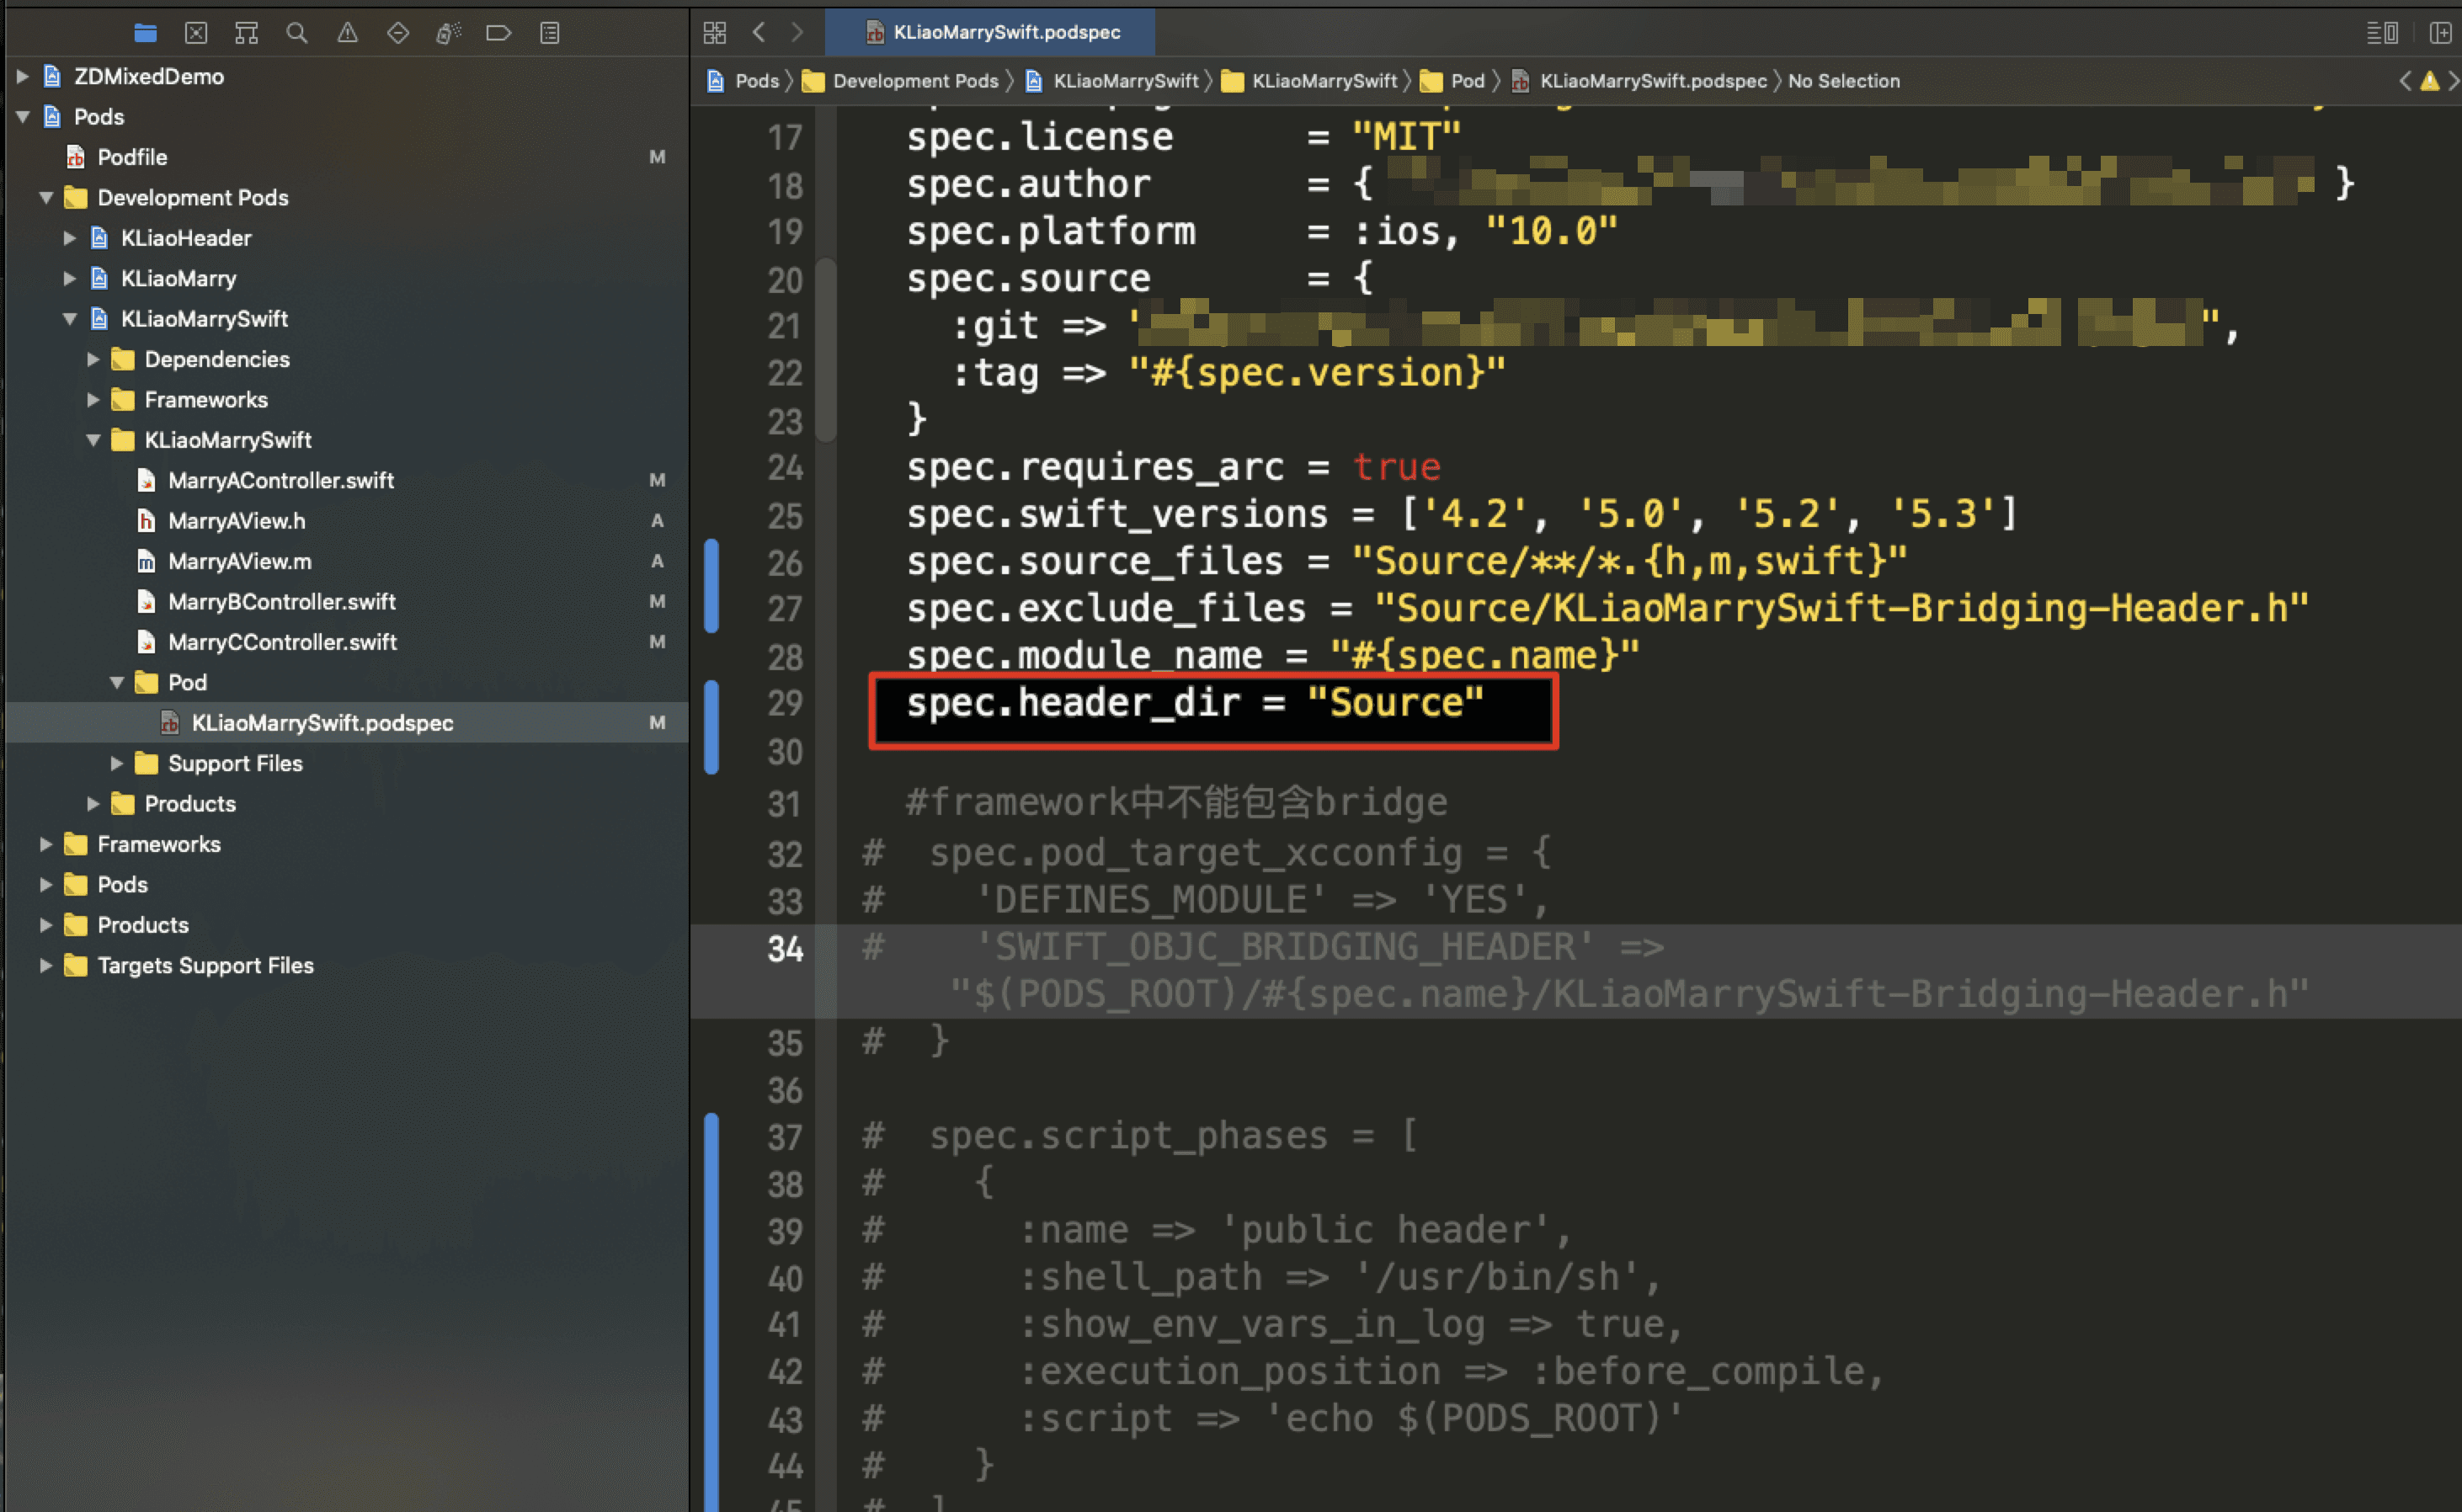 ZDMixedDemo
Pods
Podfile M
Development Pods
KLiaoHeader
KLiaoMarry
KLiaoMarrySwift
Dependencies
Frameworks
KLiaoMarrySwift
MarryAController.swift M
MarryAView.h A
MarryAView.m A
MarryBController.swift M
MarryCController.swift M
Pod
KLiaoMarrySwift.podspec M
Support Files
Products
Frameworks
Pods
Products
Targets Support Files
KLiaoMarrySwift.podspec
Pods 〉 Development Pods 〉 KLiaoMarrySwift 〉 KLiaoMarrySwift 〉 Pod 〉 KLiaoMarrySwift.podspec 〉 No Selection
17 spec.license = "MIT"
18 spec.author = { }
19 spec.platform = :ios, "10.0"
20 spec.source = {
21 :git => '",
22 :tag => "#{spec.version}"
23 }
24 spec.requires_arc = true
25 spec.swift_versions = ['4.2', '5.0', '5.2', '5.3']
26 spec.source_files = "Source/**/*.{h,m,swift}"
27 spec.exclude_files = "Source/KLiaoMarrySwift-Bridging-Header.h"
28 spec.module_name = "#{spec.name}"
29 spec.header_dir = "Source"
30
31 #framework中不能包含bridge
32 # spec.pod_target_xcconfig = {
33 # 'DEFINES_MODULE' => 'YES',
34 # 'SWIFT_OBJC_BRIDGING_HEADER' =>
"$(PODS_ROOT)/#{spec.name}/KLiaoMarrySwift-Bridging-Header.h"
35 # }
36
37 # spec.script_phases = [
38 # {
39 # :name => 'public header',
40 # :shell_path => '/usr/bin/sh',
41 # :show_env_vars_in_log => true,
42 # :execution_position => :before_compile,
43 # :script => 'echo $(PODS_ROOT)'
44 # }
45 # ]